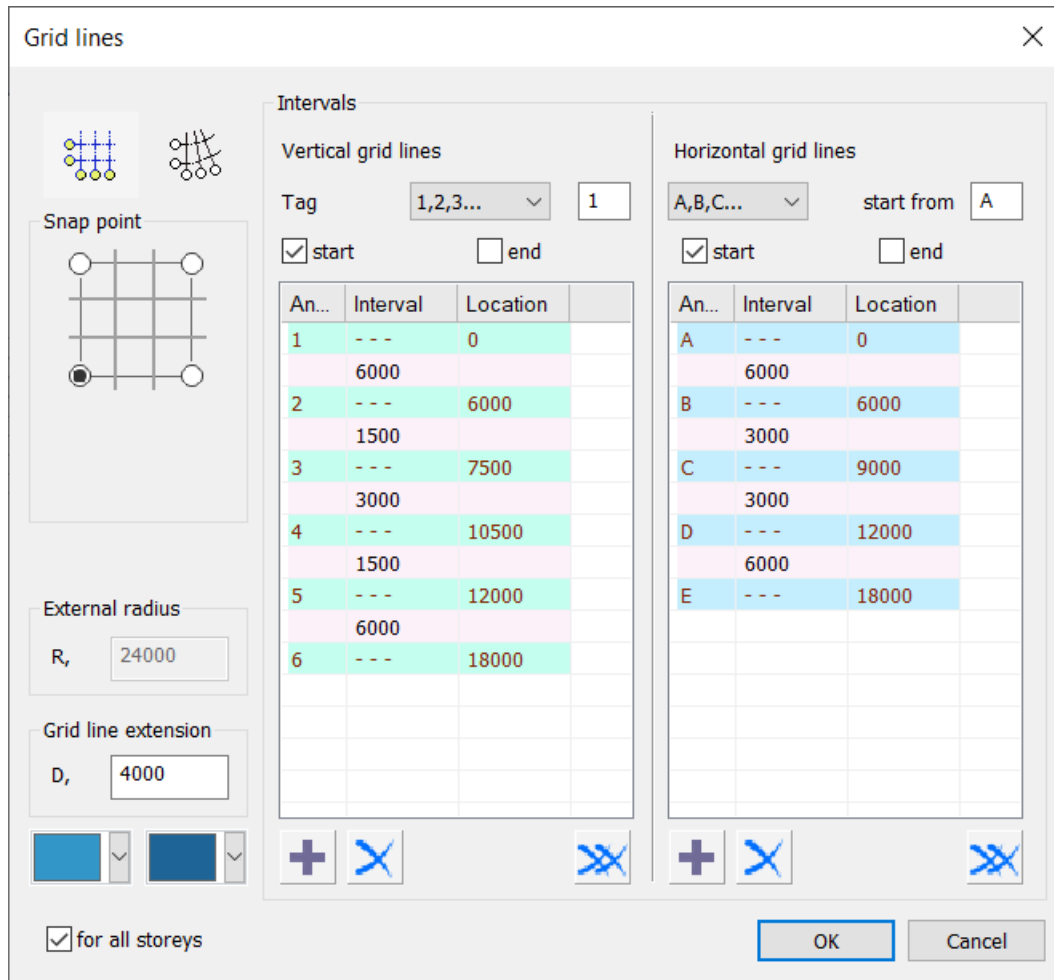 Grid lines
Intervals
Vertical grid lines
Horizontal grid lines
Tag 1,2,3... 1
A,B,C... start from A
start end
start end
Snap point
An... Interval Location
1 - - - 0
6000
2 - - - 6000
1500
3 - - - 7500
3000
4 - - - 10500
1500
5 - - - 12000
6000
6 - - - 18000
An... Interval Location
A - - - 0
6000
B - - - 6000
3000
C - - - 9000
3000
D - - - 12000
6000
E - - - 18000
External radius
R, 24000
Grid line extension
D, 4000
for all storeys
OK Cancel